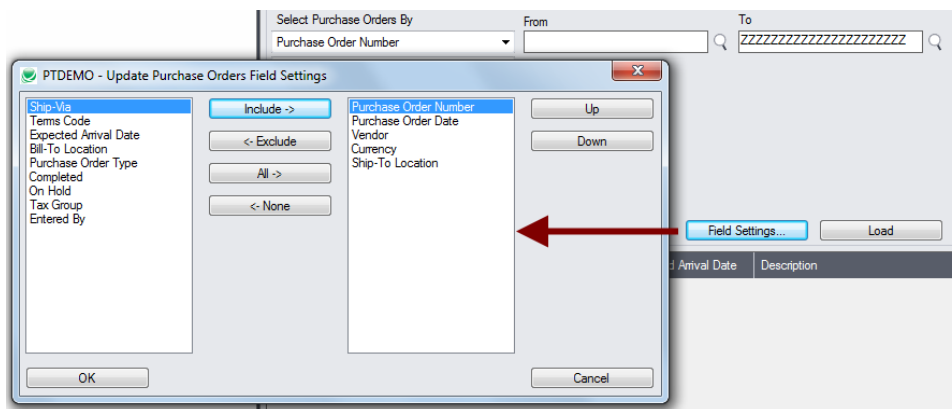 Select Purchase Orders By
From
To
Purchase Order Number
ZZZZZZZZZZZZZZZZZZZZZZ
PTDEMO - Update Purchase Orders Field Settings
Ship-Via
Terms Code
Expected Arrival Date
Bill-To Location
Purchase Order Type
Completed
On Hold
Tax Group
Entered By
Include ->
<- Exclude
All ->
<- None
Purchase Order Number
Purchase Order Date
Vendor
Currency
Ship-To Location
Up
Down
Field Settings...
Load
Arrival Date
Description
OK
Cancel